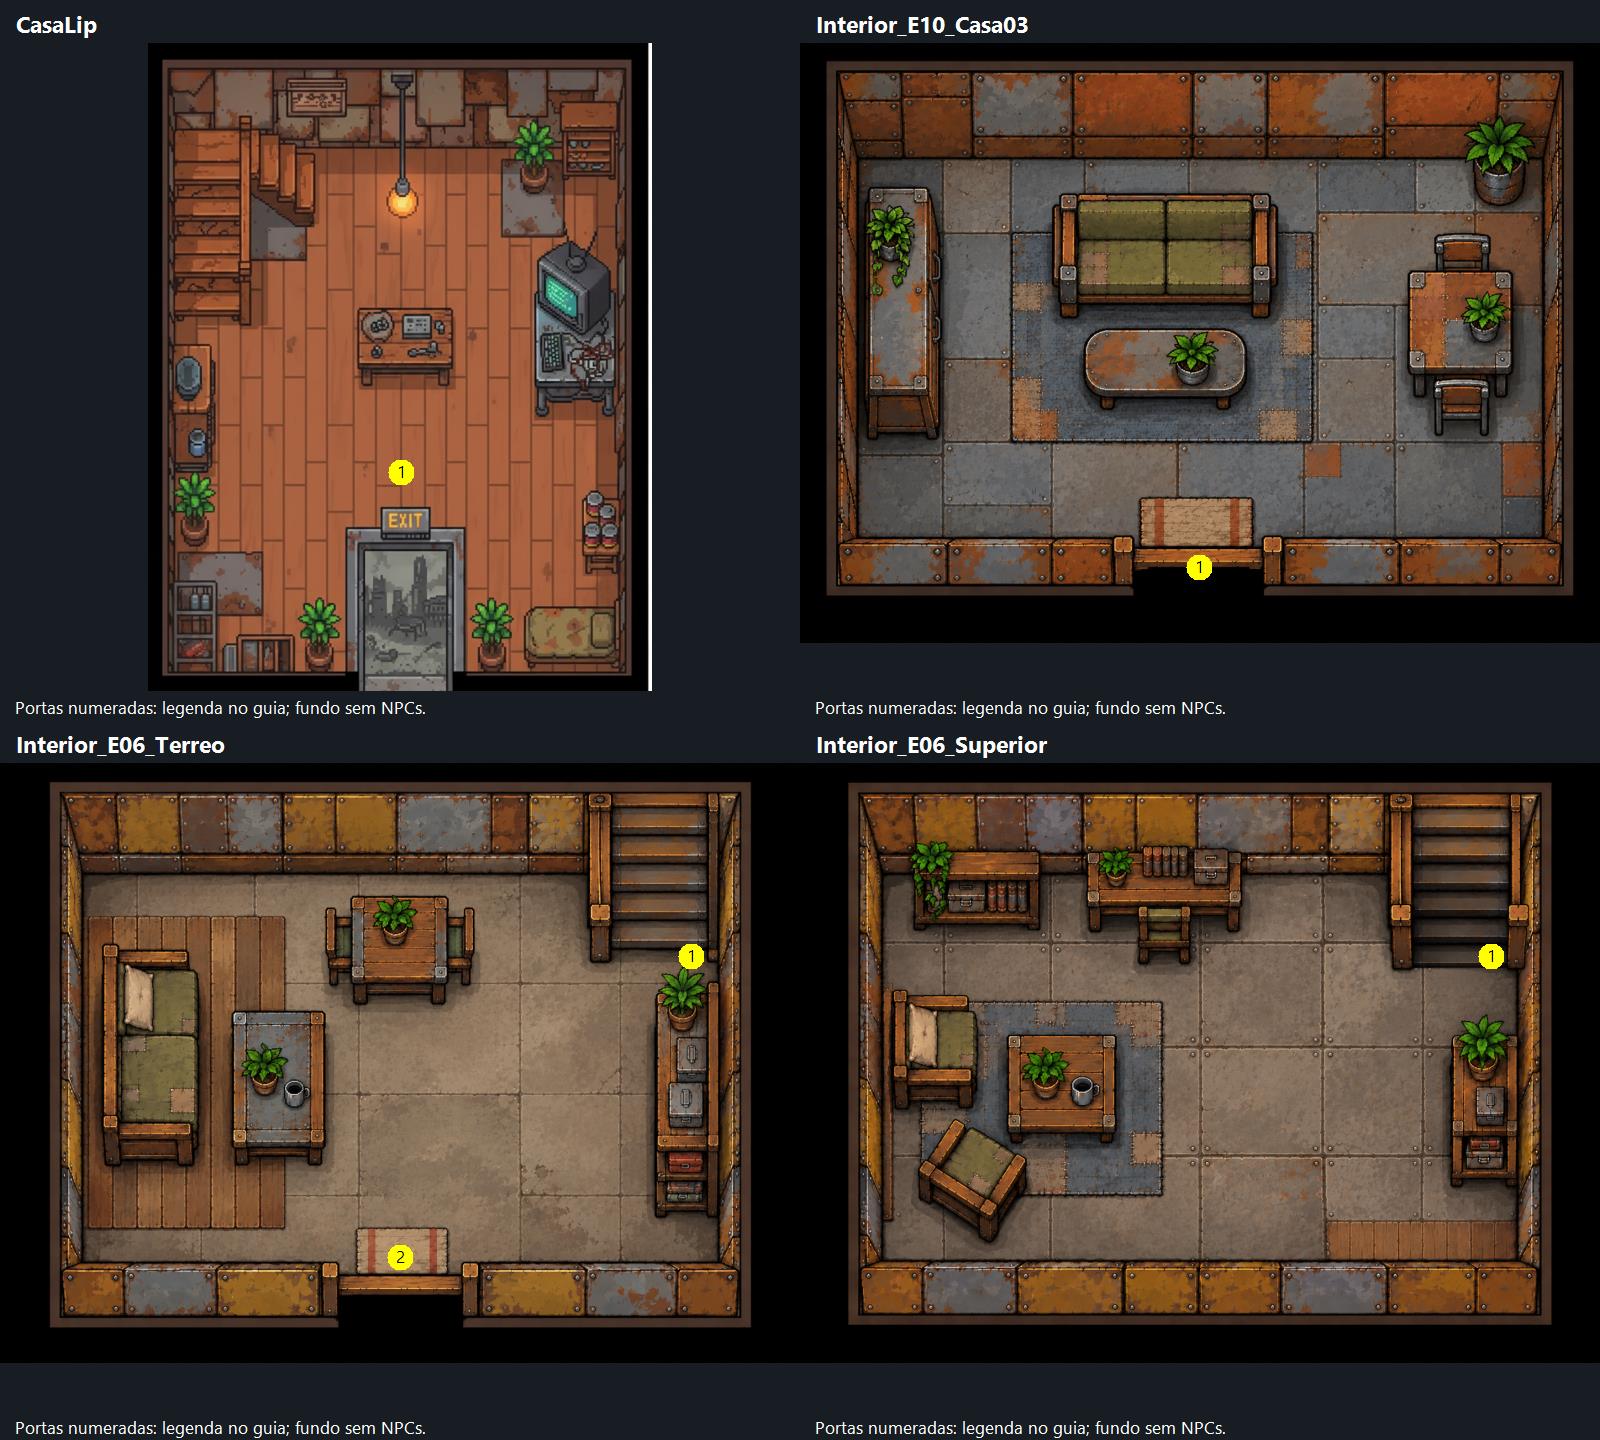 CasaLip
Interior_E10_Casa03
1
EXIT
1
Portas numeradas: legenda no guia; fundo sem NPCs.
Portas numeradas: legenda no guia; fundo sem NPCs.
Interior_E06_Terreo
Interior_E06_Superior
1
1
2
Portas numeradas: legenda no guia; fundo sem NPCs.
Portas numeradas: legenda no guia; fundo sem NPCs.